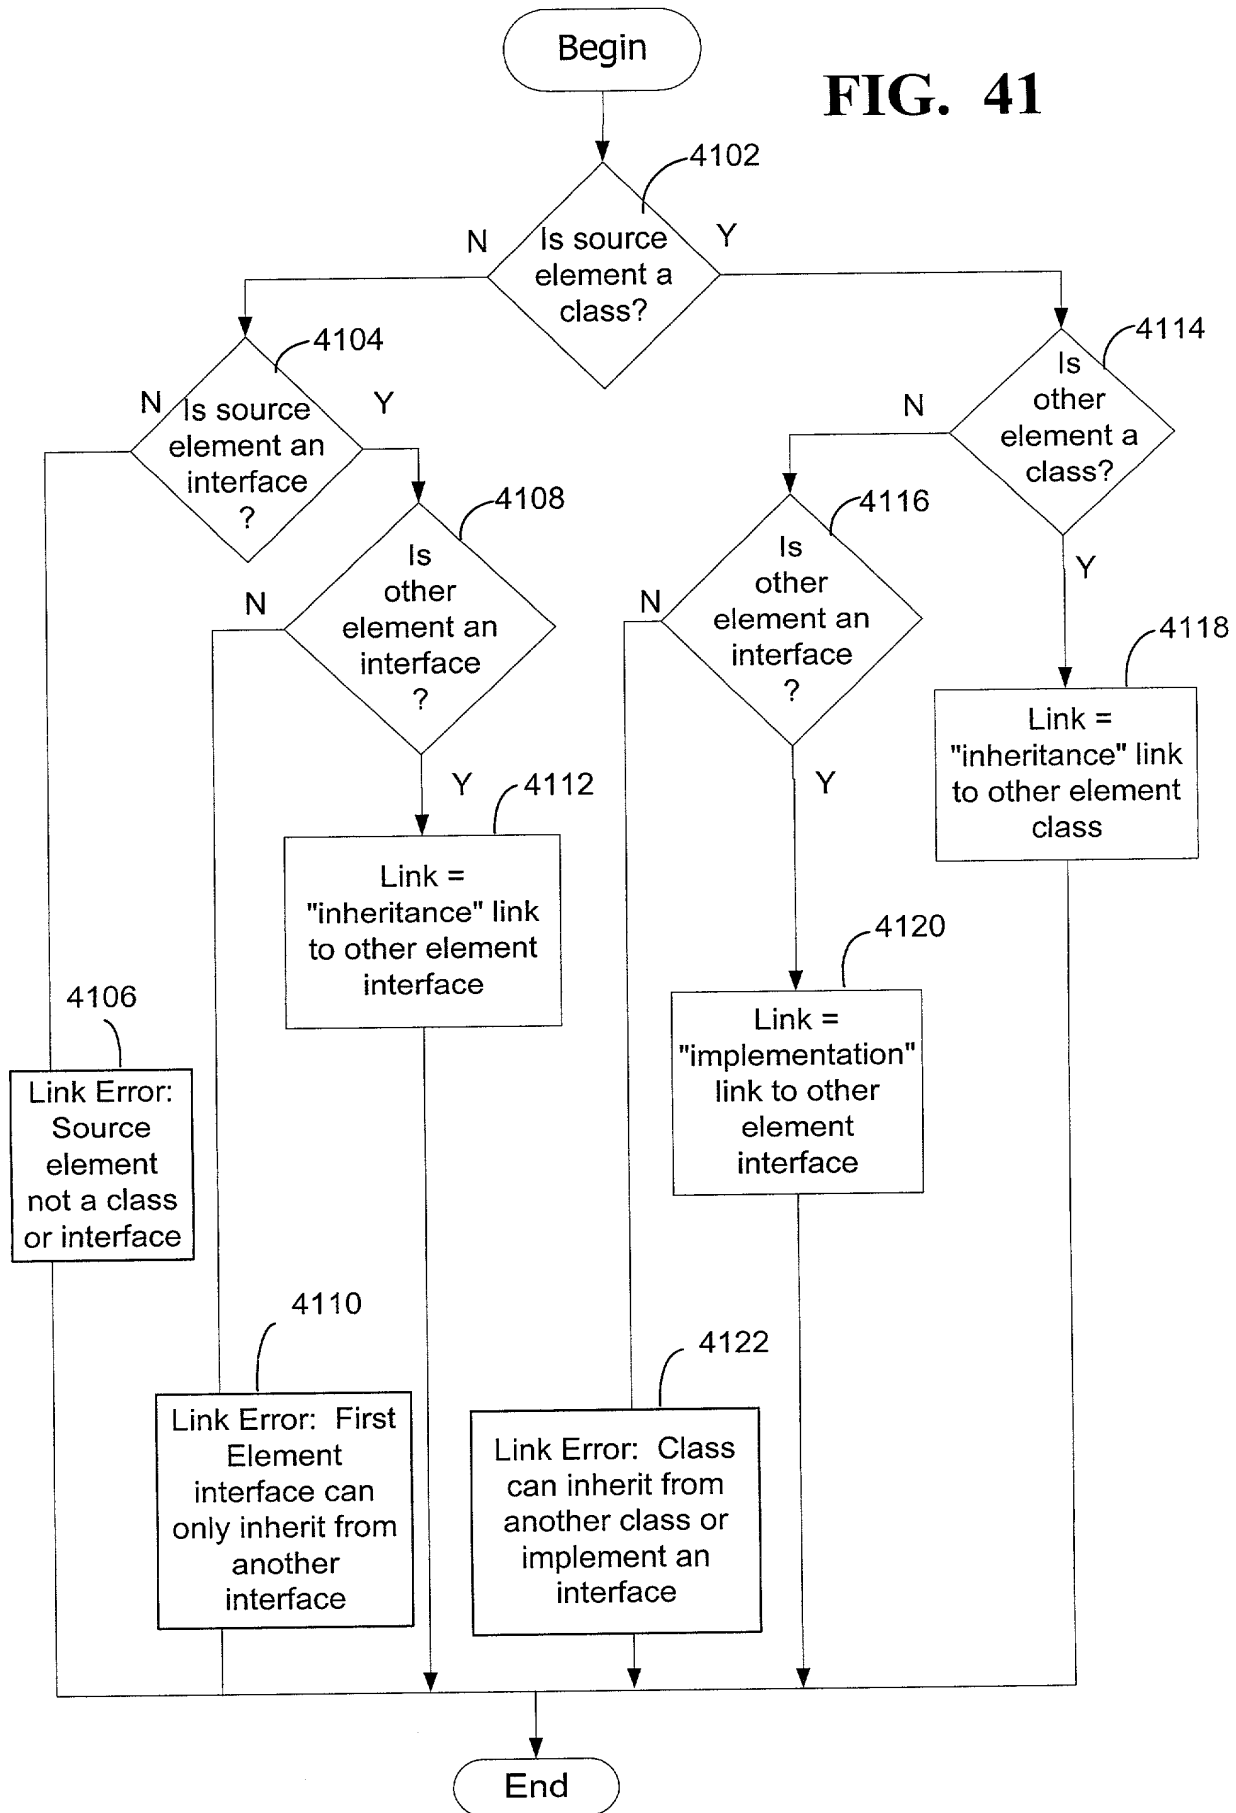 Begin
FIG. 41
4102
N
Y
Is source
element a
class?
4104
N
Y
Is source
element an
interface
?
4114
N
Is
other
element a
class?
Y
4108
N
Is
other
element an
interface
?
Y
4116
N
Is
other
element an
interface
?
Y
4118
Link =
"inheritance" link
to other element
class
4112
Link =
"inheritance" link
to other element
interface
4120
Link =
"implementation"
link to other
element
interface
4106
Link Error:
Source
element
not a class
or interface
4110
Link Error: First
Element
interface can
only inherit from
another
interface
4122
Link Error: Class
can inherit from
another class or
implement an
interface
End